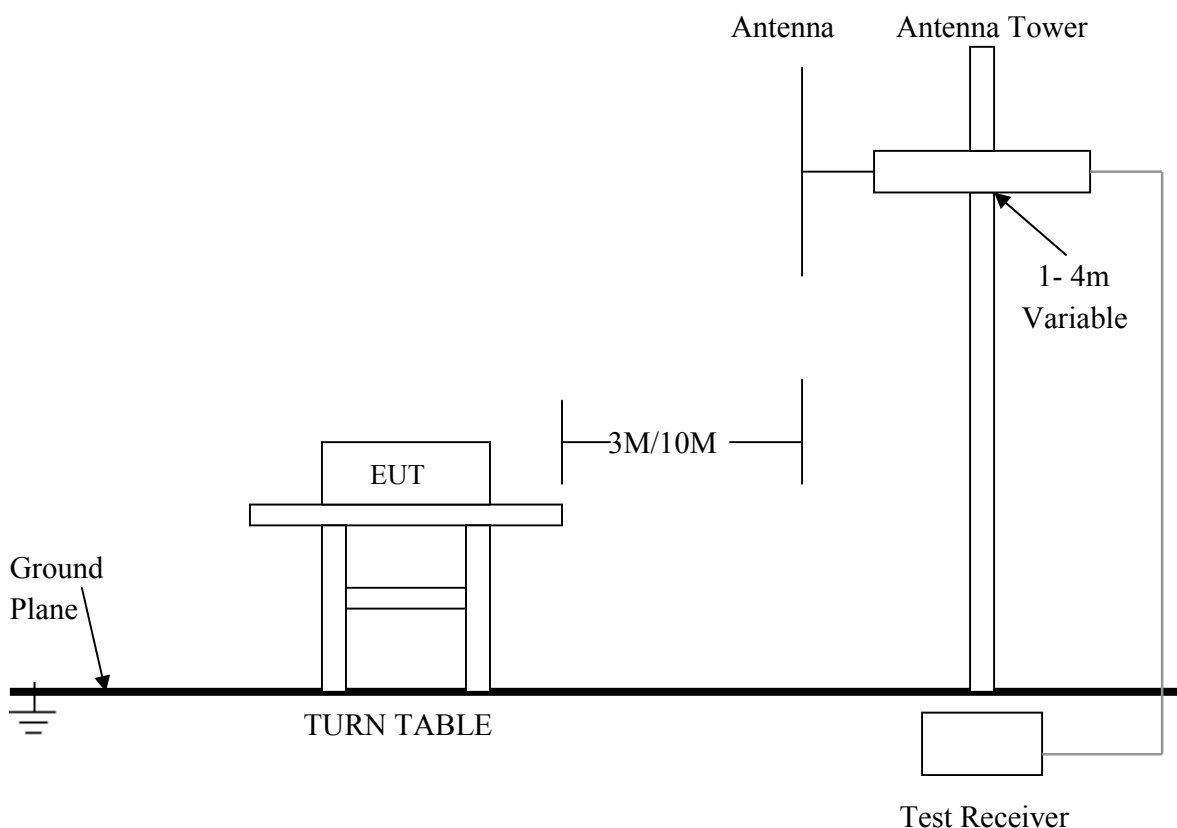 Antenna
Antenna Tower
1- 4m
Variable
3M/10M
EUT
Ground
Plane
TURN TABLE
Test Receiver